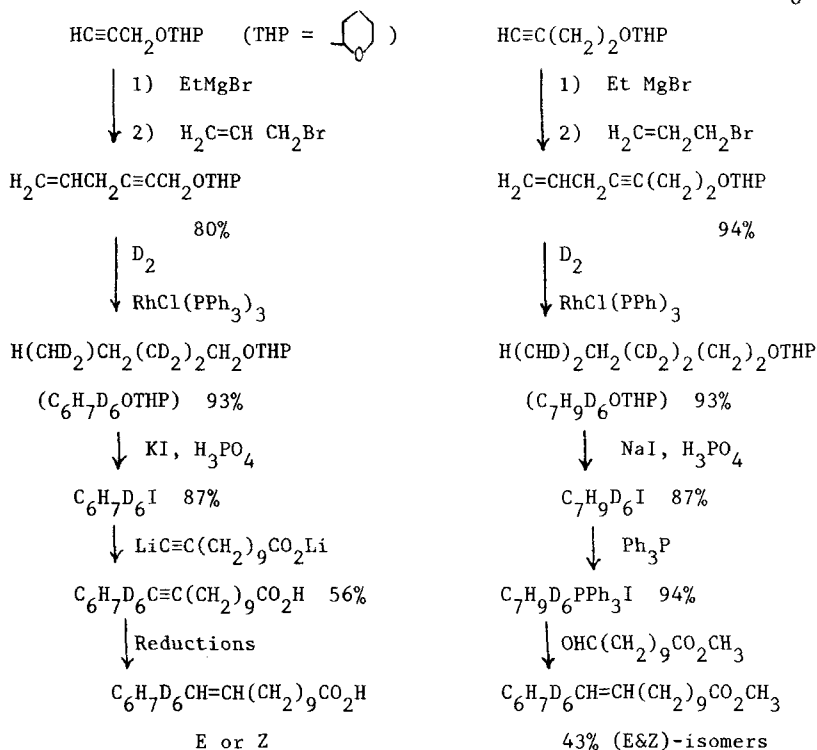 HC≡CCH₂OTHP (THP = O )
1) EtMgBr
2) H₂C=CH CH₂Br
H₂C=CHCH₂C≡CCH₂OTHP
80%
D₂
RhCl(PPh₃)₃
H(CHD₂)CH₂(CD₂)₂CH₂OTHP
(C₆H₇D₆OTHP) 93%
KI, H₃PO₄
C₆H₇D₆I 87%
LiC≡C(CH₂)₉CO₂Li
C₆H₇D₆C≡C(CH₂)₉CO₂H 56%
Reductions
C₆H₇D₆CH=CH(CH₂)₉CO₂H
E or Z
HC≡C(CH₂)₂OTHP
1) Et MgBr
2) H₂C=CH₂CH₂Br
H₂C=CHCH₂C≡C(CH₂)₂OTHP
94%
D₂
RhCl(PPh)₃
H(CHD)₂CH₂(CD₂)₂(CH₂)₂OTHP
(C₇H₉D₆OTHP) 93%
NaI, H₃PO₄
C₇H₉D₆I 87%
Ph₃P
C₇H₉D₆PPh₃I 94%
OHC(CH₂)₉CO₂CH₃
C₆H₇D₆CH=CH(CH₂)₉CO₂CH₃
43% (E&Z)-isomers